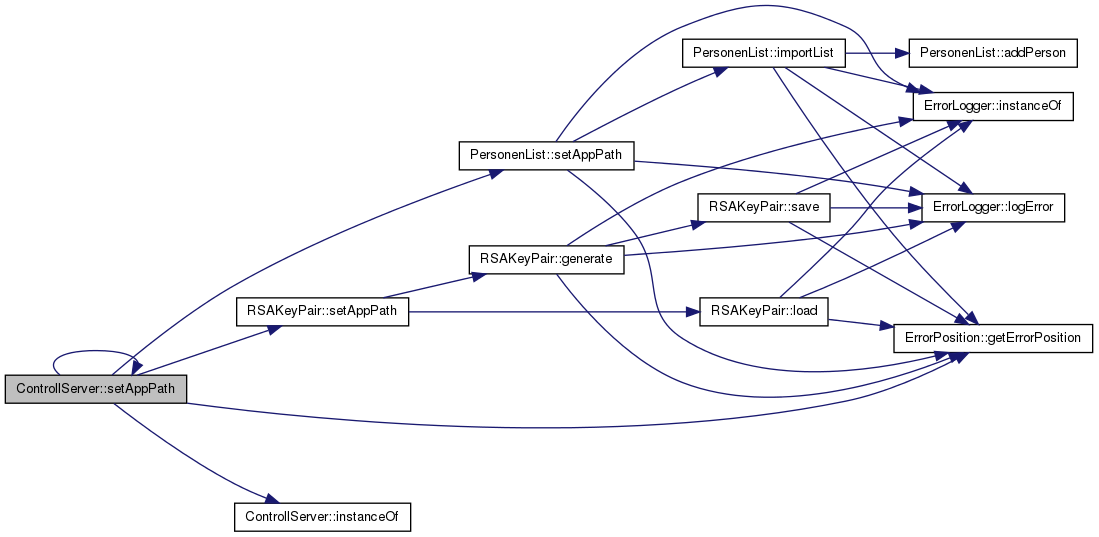 PersonenList::importList
PersonenList::addPerson
ErrorLogger::instanceOf
PersonenList::setAppPath
RSAKeyPair::save
ErrorLogger::logError
RSAKeyPair::generate
RSAKeyPair::setAppPath
RSAKeyPair::load
ErrorPosition::getErrorPosition
ControllServer::setAppPath
ControllServer::instanceOf